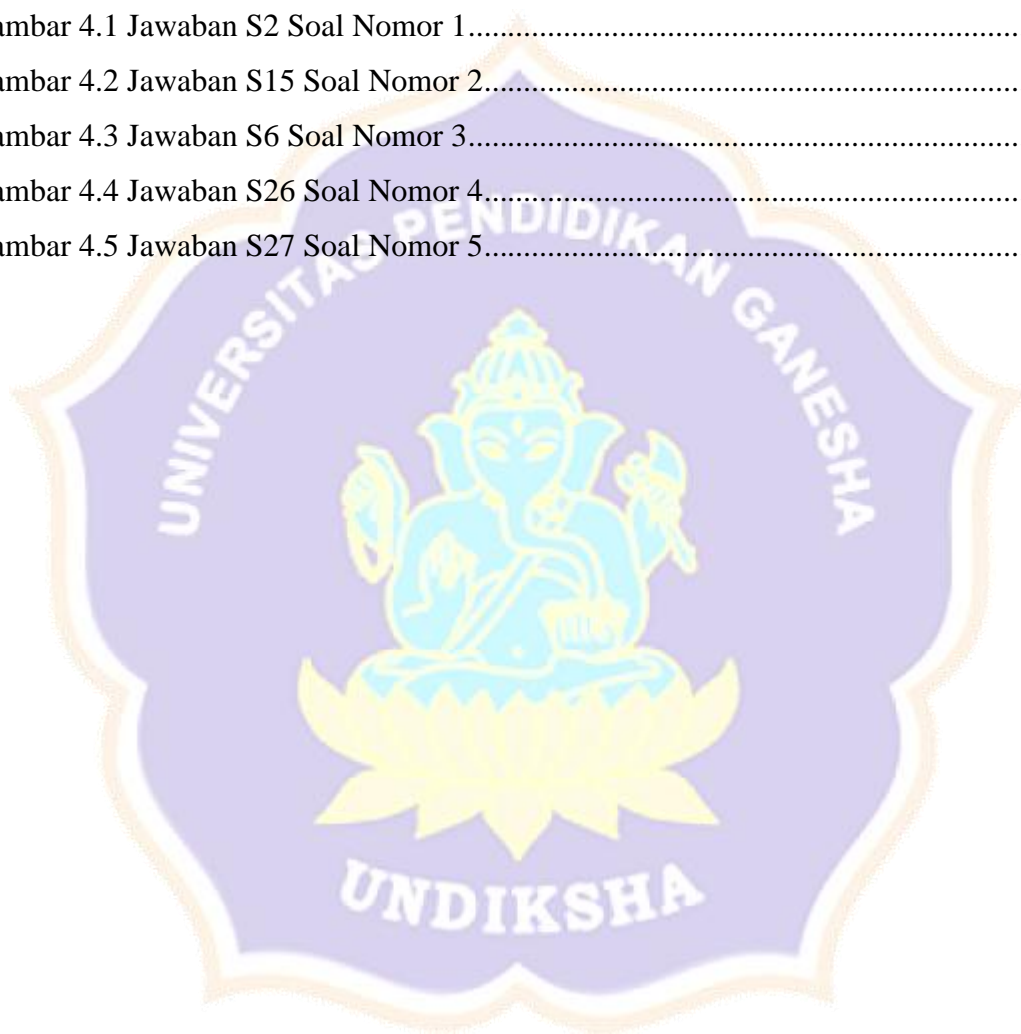 ambar 4.1 Jawaban S2 Soal Nomor 1..........................................................................
ambar 4.2 Jawaban S15 Soal Nomor 2........................................................................
ambar 4.3 Jawaban S6 Soal Nomor 3..........................................................................
ambar 4.4 Jawaban S26 Soal Nomor 4........................................................................
ambar 4.5 Jawaban S27 Soal Nomor 5........................................................................
UNIVERSITAS PENDIDIKAN GANESHA
UNDIKSHA